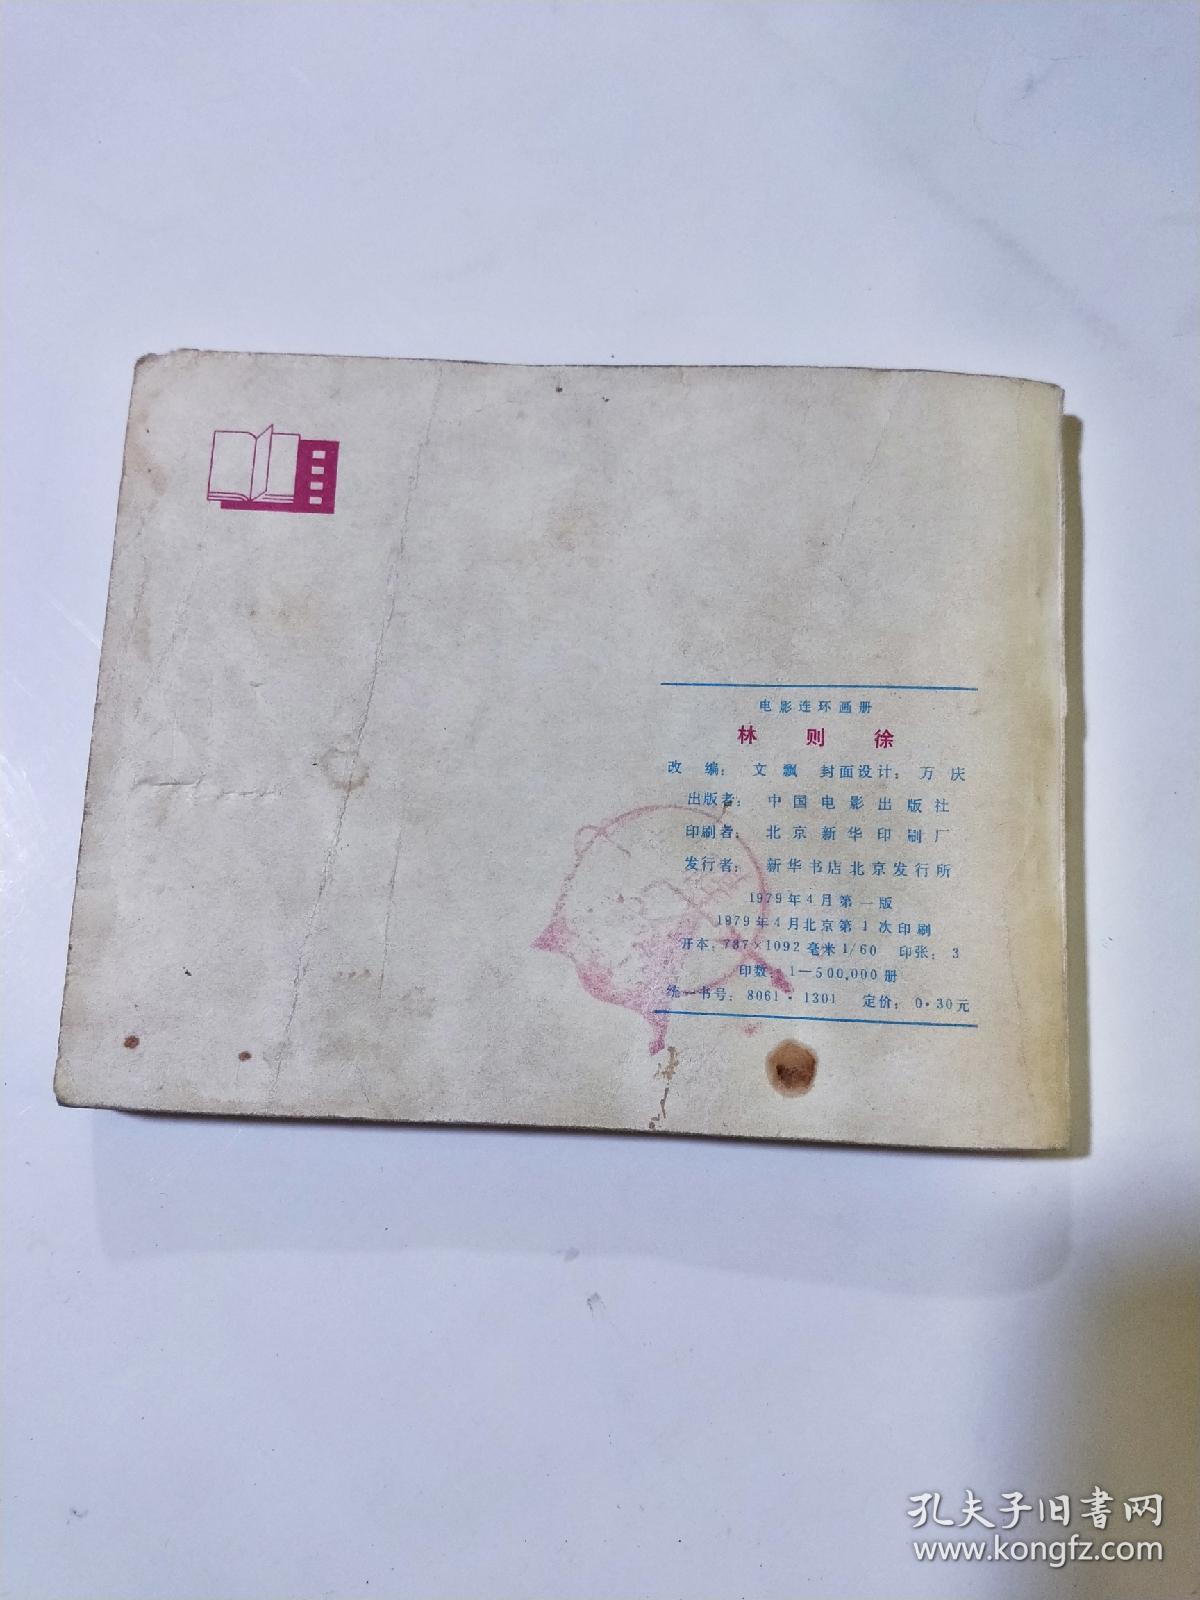 电影连环画册
林则徐
改编：文飘 封面设计：万庆
出版者：中国电影出版社
印刷者：北京新华印刷厂
发行者：新华书店北京发行所
1979年4月第一版
1979年4月北京第1次印刷
开本：787×1092毫米1/60 印张：3
印数：1—500,000册
统一书号：8061·1301 定价：0.30元
孔夫子旧书网
www.kongfz.com